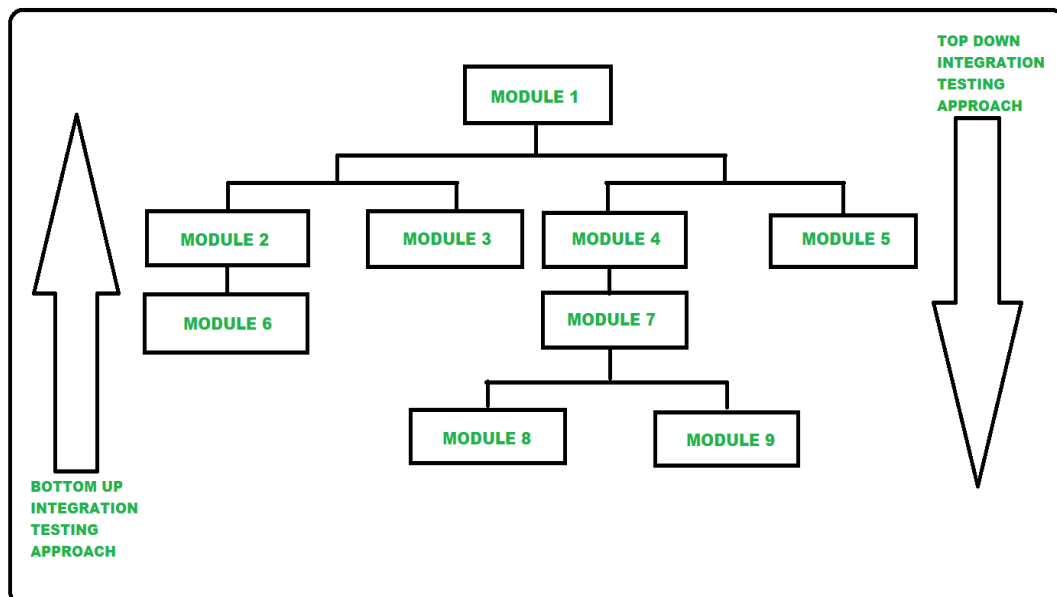 TOP DOWN
INTEGRATION
TESTING
APPROACH
MODULE 1
MODULE 2
MODULE 3
MODULE 4
MODULE 5
MODULE 6
MODULE 7
MODULE 8
MODULE 9
BOTTOM UP
INTEGRATION
TESTING
APPROACH